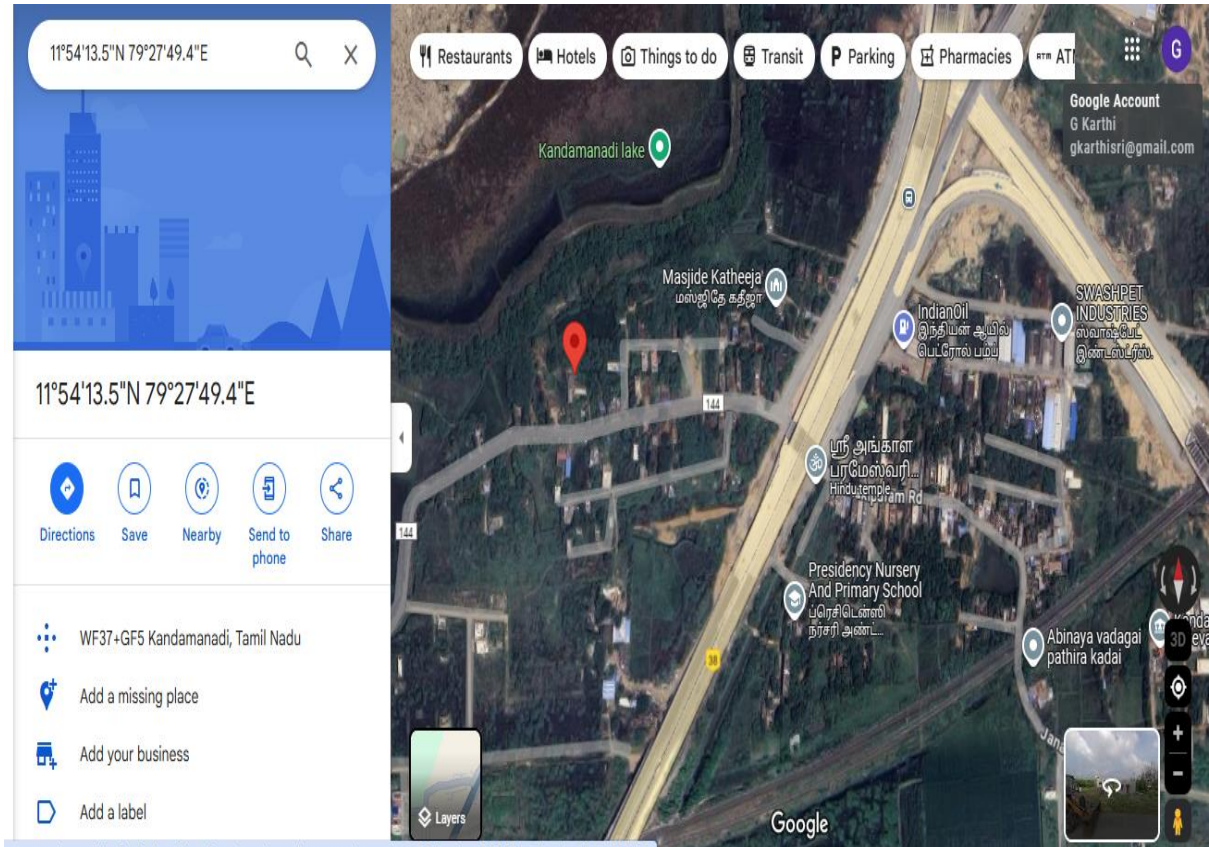 11°54'13.5"N 79°27'49.4"E
11°54'13.5"N 79°27'49.4"E
Directions
Save
Nearby
Send to
phone
Share
WF37+GF5 Kandamanadi, Tamil Nadu
Add a missing place
Add your business
Add a label
Restaurants
Hotels
Things to do
Transit
P Parking
Pharmacies
ATM
G
Google Account
G Karthi
gkarthisri@gmail.com
Kandamanadi lake
Masjide Katheeja
மஸ்ஜிதே கதீஜா
IndianOil
இந்தியன் ஆயில்
பெட்ரோல் பம்ப்
SWASHPET
INDUSTRIES
ஸ்வாஷ்பேட்
இண்டஸ்ட்ரீஸ்.
144
144
ஸ்ரீ அங்காள
பரமேஸ்வரி...
Hindu temple
Rd
Presidency Nursery
And Primary School
ப்ரெசிடென்ஸி
நர்சரி அண்ட்...
38
Abinaya vadagai
pathira kadai
3D
Layers
Google